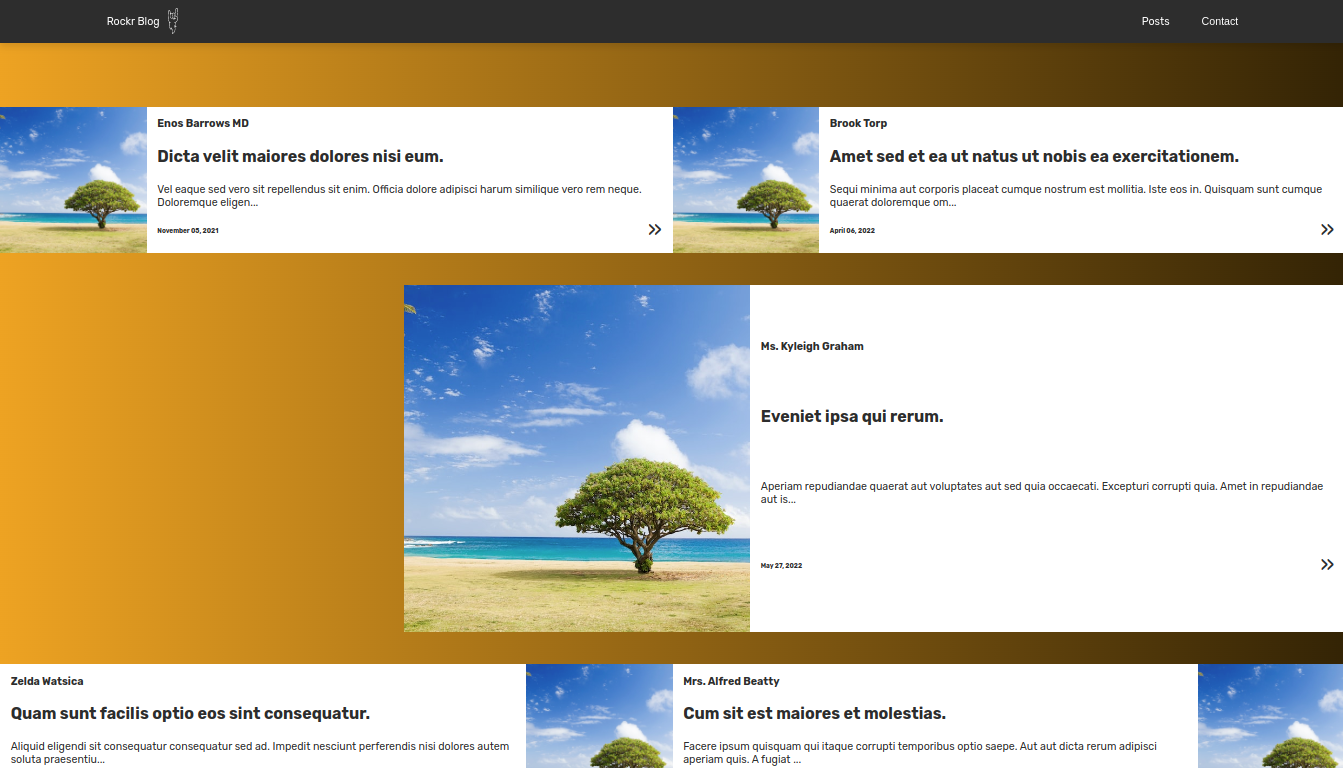 Rockr Blog
Posts
Contact
Enos Barrows MD
Dicta velit maiores dolores nisi eum.
Vel eaque sed vero sit repellendus sit enim. Officia dolore adipisci harum similique vero rem neque.
Doloremque eligen...
November 05, 2021
Brook Torp
Amet sed et ea ut natus ut nobis ea exercitationem.
Sequi minima aut corporis placeat cumque nostrum est mollitia. Iste eos in. Quisquam sunt cumque
quaerat doloremque om...
April 06, 2022
Ms. Kyleigh Graham
Eveniet ipsa qui rerum.
Aperiam repudiandae quaerat aut voluptates aut sed quia occaecati. Excepturi corrupti quia. Amet in repudiandae
aut is...
May 27, 2022
Zelda Watsica
Quam sunt facilis optio eos sint consequatur.
Aliquid eligendi sit consequatur consequatur sed ad. Impedit nesciunt perferendis nisi dolores autem
soluta praesentiu...
Mrs. Alfred Beatty
Cum sit est maiores et molestias.
Facere ipsum quisquam qui itaque corrupti temporibus optio saepe. Aut aut dicta rerum adipisci
aperiam quis. A fugiat ...